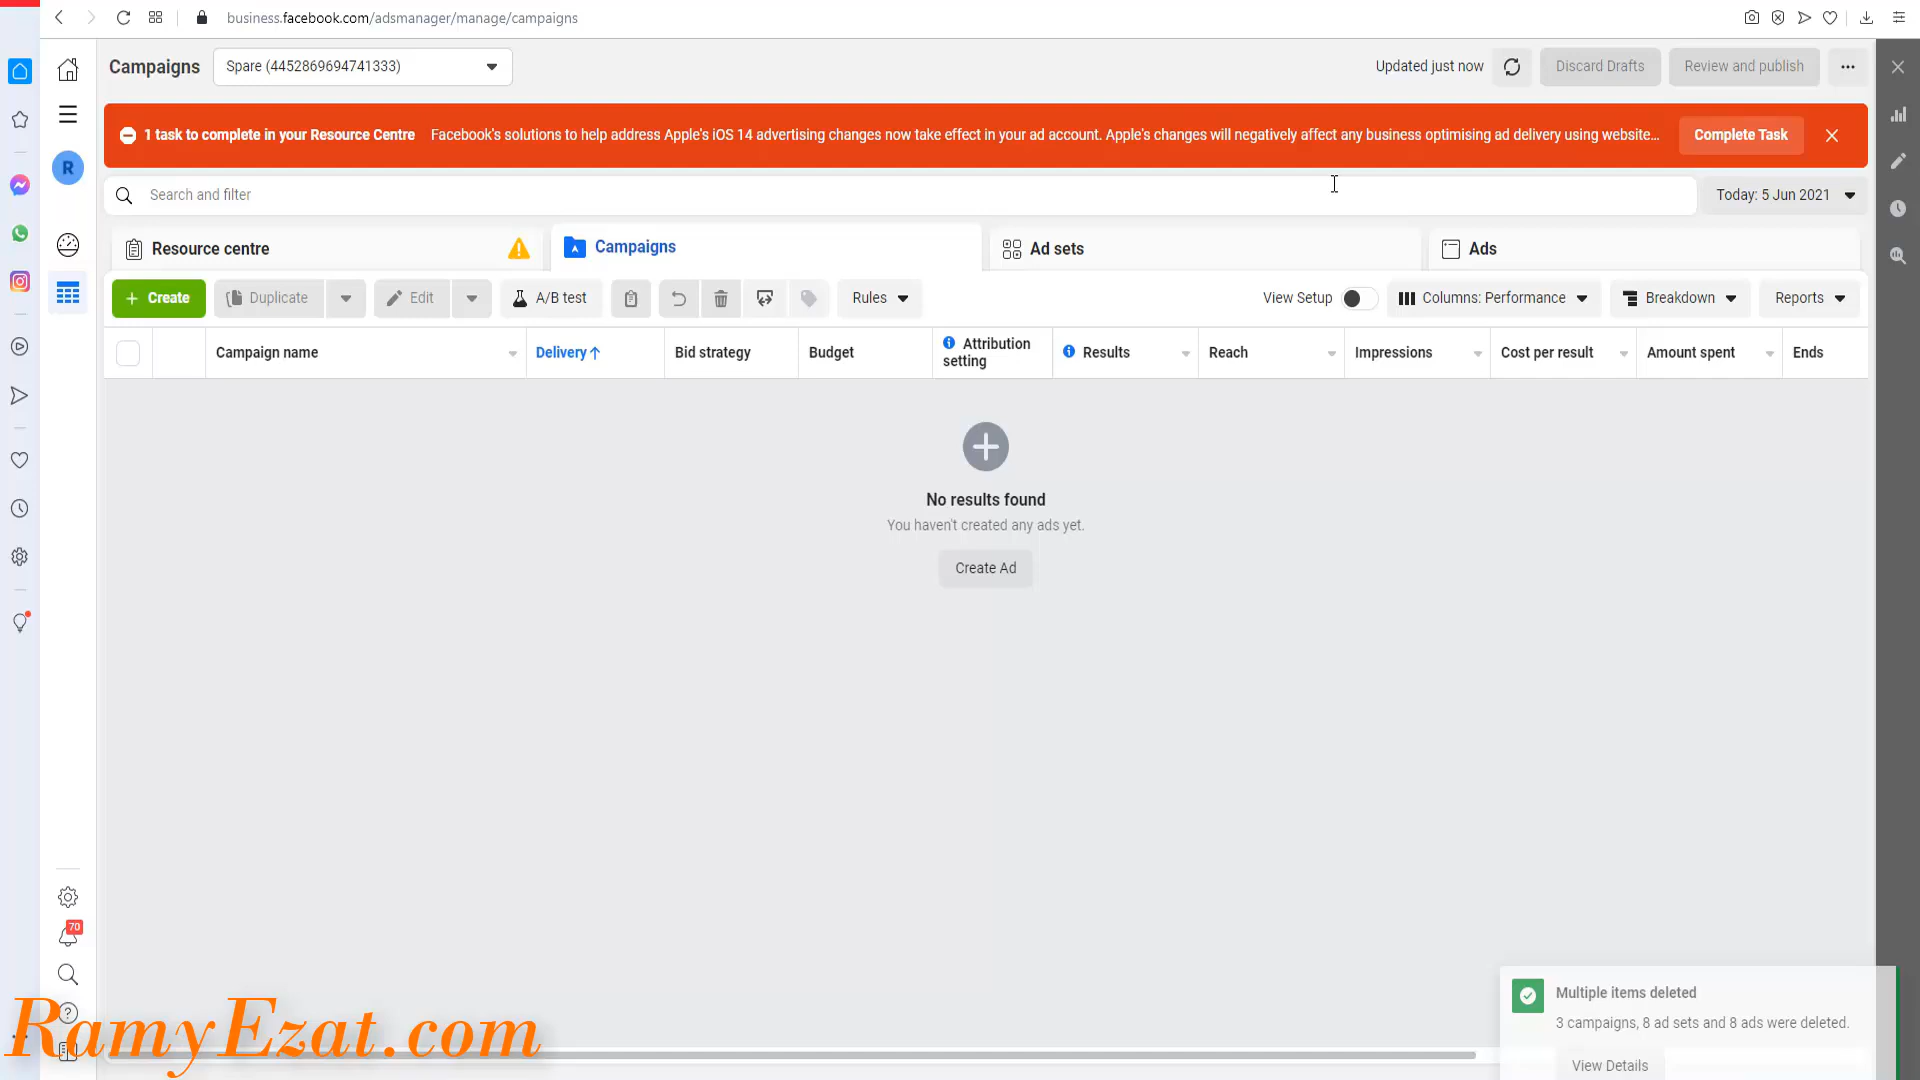 business.facebook.com/adsmanager/manage/campaigns
Campaigns
Spare (4452869694741333)
Updated just now
Discard Drafts
Review and publish
1 task to complete in your Resource Centre
Facebook's solutions to help address Apple's iOS 14 advertising changes now take effect in your ad account. Apple's changes will negatively affect any business optimising ad delivery using website...
Complete Task
R
Search and filter
Today: 5 Jun 2021
Resource centre
Campaigns
Ad sets
Ads
Create
Duplicate
Edit
A/B test
Rules
View Setup
Columns: Performance
Breakdown
Reports
Campaign name
Delivery
Bid strategy
Budget
Attribution
setting
Results
Reach
Impressions
Cost per result
Amount spent
Ends
No results found
You haven't created any ads yet.
Create Ad
70
Multiple items deleted
3 campaigns, 8 ad sets and 8 ads were deleted.
View Details
RamyEzat.com